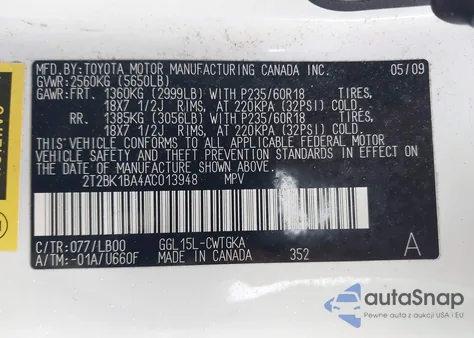 MFD.BY:TOYOTA MOTOR MANUFACTURING CANADA INC. 05/09
GVWR:2560KG (5650LB)
GAWR:FRT. 1360KG (2999LB) WITH P235/60R18 TIRES,
18X7 1/2J RIMS, AT 220KPA (32PSI) COLD.
RR. 1385KG (3056LB) WITH P235/60R18 TIRES,
18X7 1/2J RIMS, AT 220KPA (32PSI) COLD.
THIS VEHICLE CONFORMS TO ALL APPLICABLE FEDERAL MOTOR
VEHICLE SAFETY AND THEFT PREVENTION STANDARDS IN EFFECT ON
THE DATE OF MANUFACTURE SHOWN ABOVE.
2T2BK1BA4AC013948 MPV
C/TR:077/LB00 GGL15L-CWTGKA A
A/TM:-01A/U660F MADE IN CANADA 352
autoSnap
Pewne auta z aukcji USA i EU